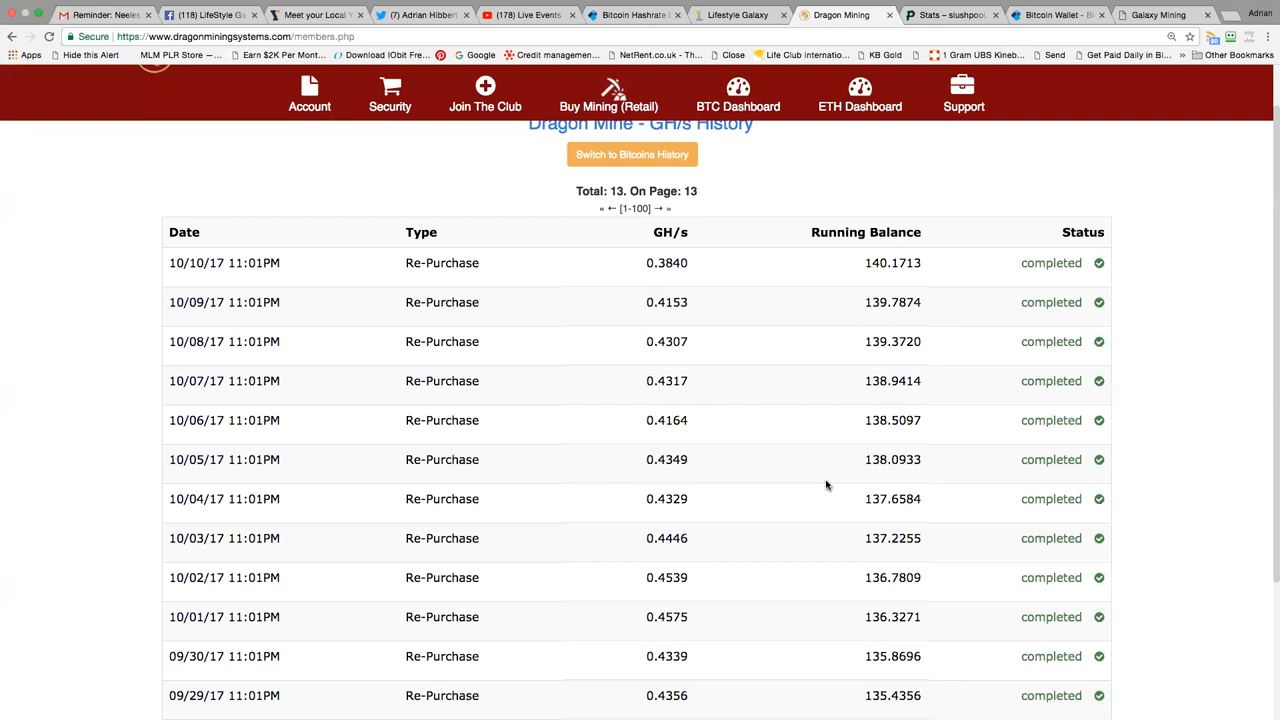 Reminder: Neeles
(118) LifeStyle Ga
Meet your Local Y
(7) Adrian Hibbert
(178) Live Events
Bitcoin Hashrate
Lifestyle Galaxy
Dragon Mining
Stats – slushpool.
Bitcoin Wallet - Bi
Galaxy Mining
Adrian
Secure
https://www.dragonminingsystems.com/members.php
Apps
Hide this Alert
MLM PLR Store —...
Earn $2K Per Mont...
Download IObit Fre...
Google
Credit managemen...
NetRent.co.uk - Th...
Close
Life Club internatio...
KB Gold
1 Gram UBS Kineb...
Send
Get Paid Daily in Bi...
Other Bookmarks
Account
Security
Join The Club
Buy Mining (Retail)
BTC Dashboard
ETH Dashboard
Support
Dragon Mine - GH/s History
Switch to Bitcoins History
Total: 13. On Page: 13
« ← [1-100] → »
Date Type GH/s Running Balance Status
10/10/17 11:01PM Re-Purchase 0.3840 140.1713 completed
10/09/17 11:01PM Re-Purchase 0.4153 139.7874 completed
10/08/17 11:01PM Re-Purchase 0.4307 139.3720 completed
10/07/17 11:01PM Re-Purchase 0.4317 138.9414 completed
10/06/17 11:01PM Re-Purchase 0.4164 138.5097 completed
10/05/17 11:01PM Re-Purchase 0.4349 138.0933 completed
10/04/17 11:01PM Re-Purchase 0.4329 137.6584 completed
10/03/17 11:01PM Re-Purchase 0.4446 137.2255 completed
10/02/17 11:01PM Re-Purchase 0.4539 136.7809 completed
10/01/17 11:01PM Re-Purchase 0.4575 136.3271 completed
09/30/17 11:01PM Re-Purchase 0.4339 135.8696 completed
09/29/17 11:01PM Re-Purchase 0.4356 135.4356 completed